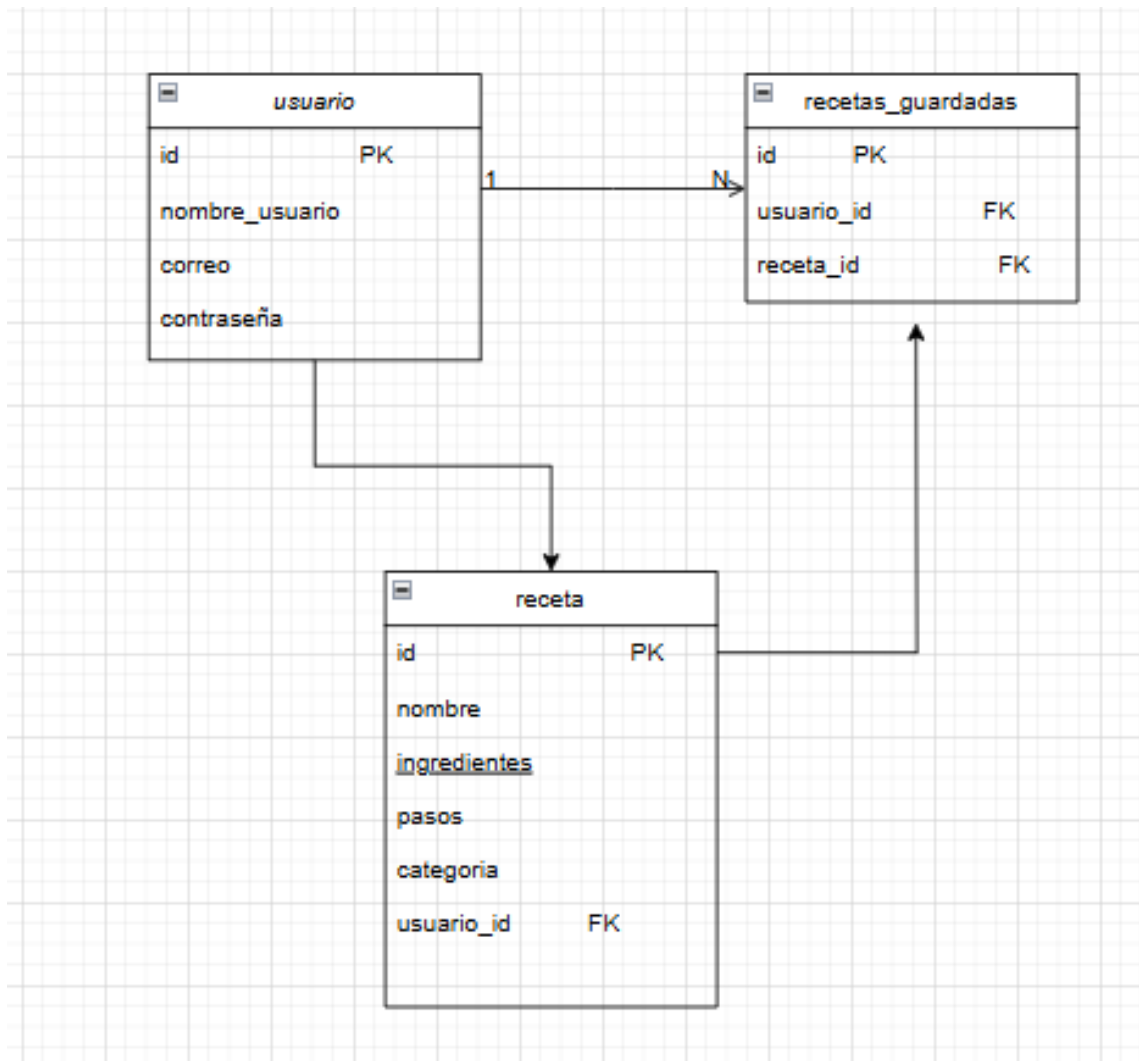 usuario
id PK
nombre_usuario
correo
contraseña
1 N
recetas_guardadas
id PK
usuario_id FK
receta_id FK
receta
id PK
nombre
ingredientes
pasos
categoria
usuario_id FK